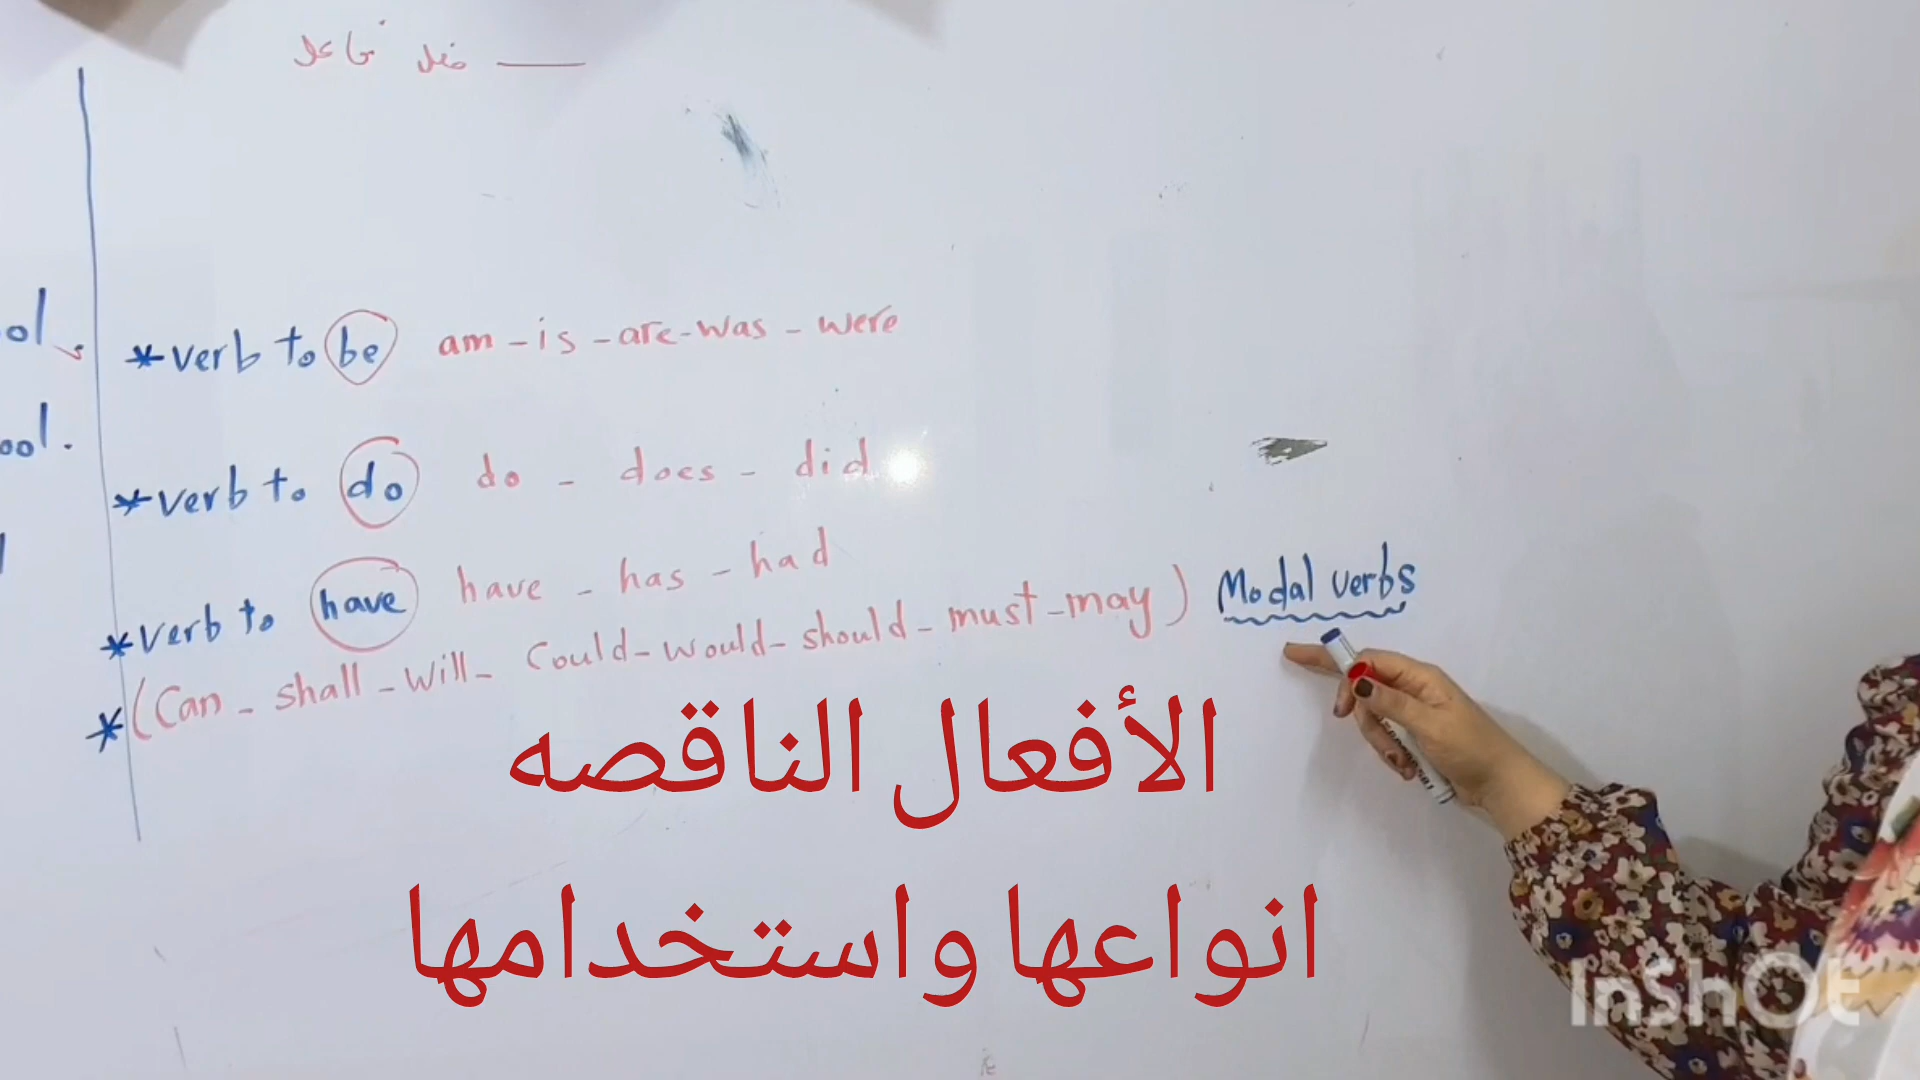 فعل فاعل
*verb to be am - is - are - was - were
*verb to do do - does - did
*verb to have have - has - had
*(Can - shall - will - Could - would - should - must - may) Modal verbs
الأفعال الناقصه
انواعها واستخدامها
InShOt